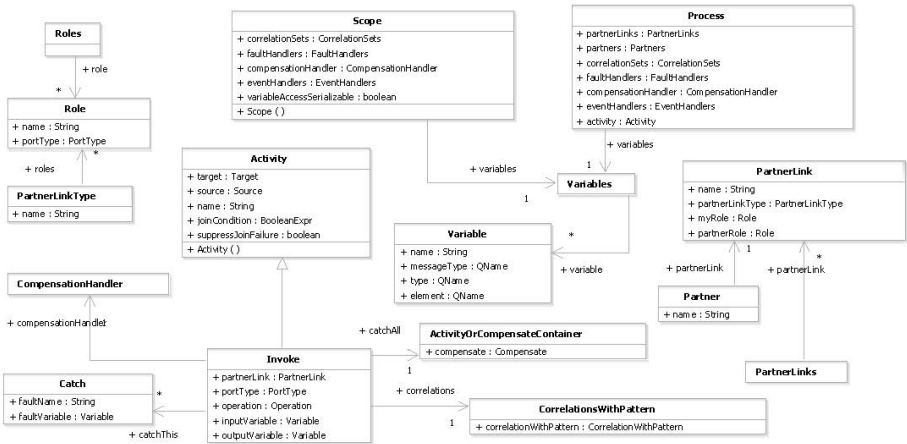 Roles
+ role
*
Role
+ name : String
+ portType : PortType
*
+ roles
PartnerLinkType
+ name : String
Scope
+ correlationSets : CorrelationSets
+ faultHandlers : FaultHandlers
+ compensationHandler : CompensationHandler
+ eventHandlers : EventHandlers
+ variableAccessSerializable : boolean
+ Scope ( )
Process
+ partnerLinks : PartnerLinks
+ partners : Partners
+ correlationSets : CorrelationSets
+ faultHandlers : FaultHandlers
+ compensationHandler : CompensationHandler
+ eventHandlers : EventHandlers
+ activity : Activity
+ variables
1
+ variables
1
Variables
Activity
+ target : Target
+ source : Source
+ name : String
+ joinCondition : BooleanExpr
+ suppressJoinFailure : boolean
+ Activity ( )
*
+ variable
Variable
+ name : String
+ messageType : QName
+ type : QName
+ element : QName
PartnerLink
+ name : String
+ partnerLinkType : PartnerLinkType
+ myRole : Role
+ partnerRole : Role
1
+ partnerLink
*
+ partnerLink
Partner
+ name : String
PartnerLinks
CompensationHandler
+ compensationHandler
1
+ catchAll
1
ActivityOrCompensateContainer
+ compensate : Compensate
Invoke
+ partnerLink : PartnerLink
+ portType : PortType
+ operation : Operation
+ inputVariable : Variable
+ outputVariable : Variable
Catch
+ faultName : String
+ faultVariable : Variable
*
+ catchThis
+ correlations
1
CorrelationsWithPattern
+ correlationWithPattern : CorrelationWithPattern